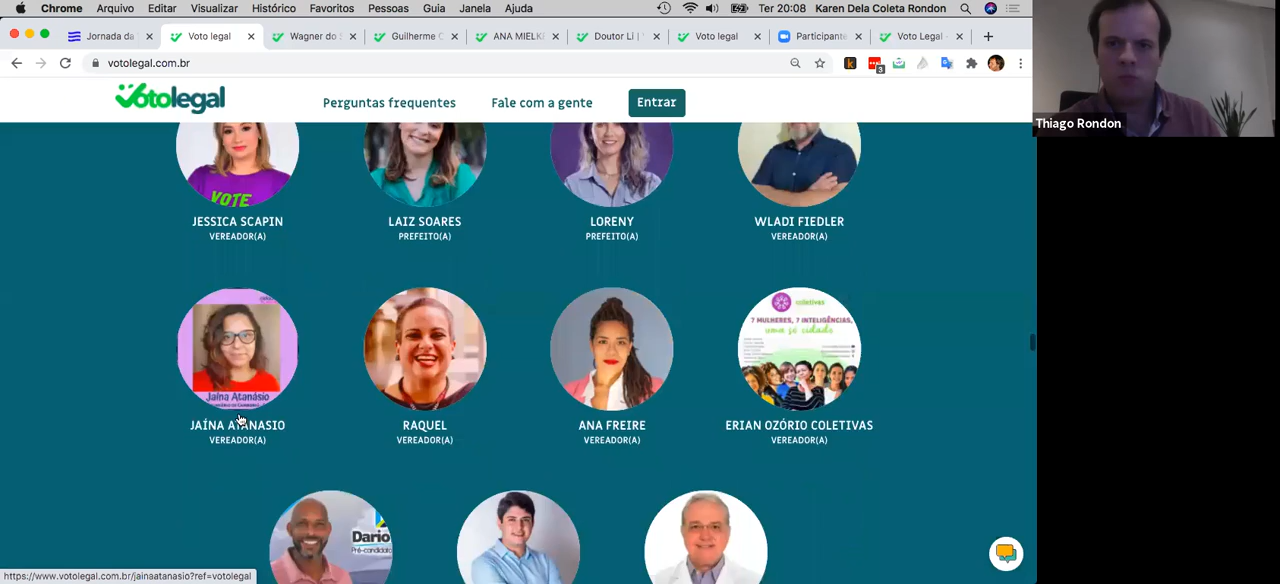 Chrome Arquivo Editar Visualizar Histórico Favoritos Pessoas Guia Janela Ajuda Ter 20:08 Karen Dela Coleta Rondon
Jornada da Voto legal Wagner do S Guilherme C ANA MIELK Doutor Li | Voto legal Participante Voto Legal -
votolegal.com.br 3
Votolegal Perguntas frequentes Fale com a gente Entrar
Thiago Rondon
VOTE
JESSICA SCAPIN LAIZ SOARES LORENY WLADI FIEDLER
VEREADOR(A) PREFEITO(A) PREFEITO(A) VEREADOR(A)
coletivas
7 MULHERES, 7 INTELIGÊNCIAS,
uma só cidade
Jaína Atanásio
JAÍNA ATANASIO RAQUEL ANA FREIRE ERIAN OZÓRIO COLETIVAS
VEREADOR(A) VEREADOR(A) VEREADOR(A) VEREADOR(A)
Dario
Pré-candidato
https://www.votolegal.com.br/jainaatanasio?ref=votolegal